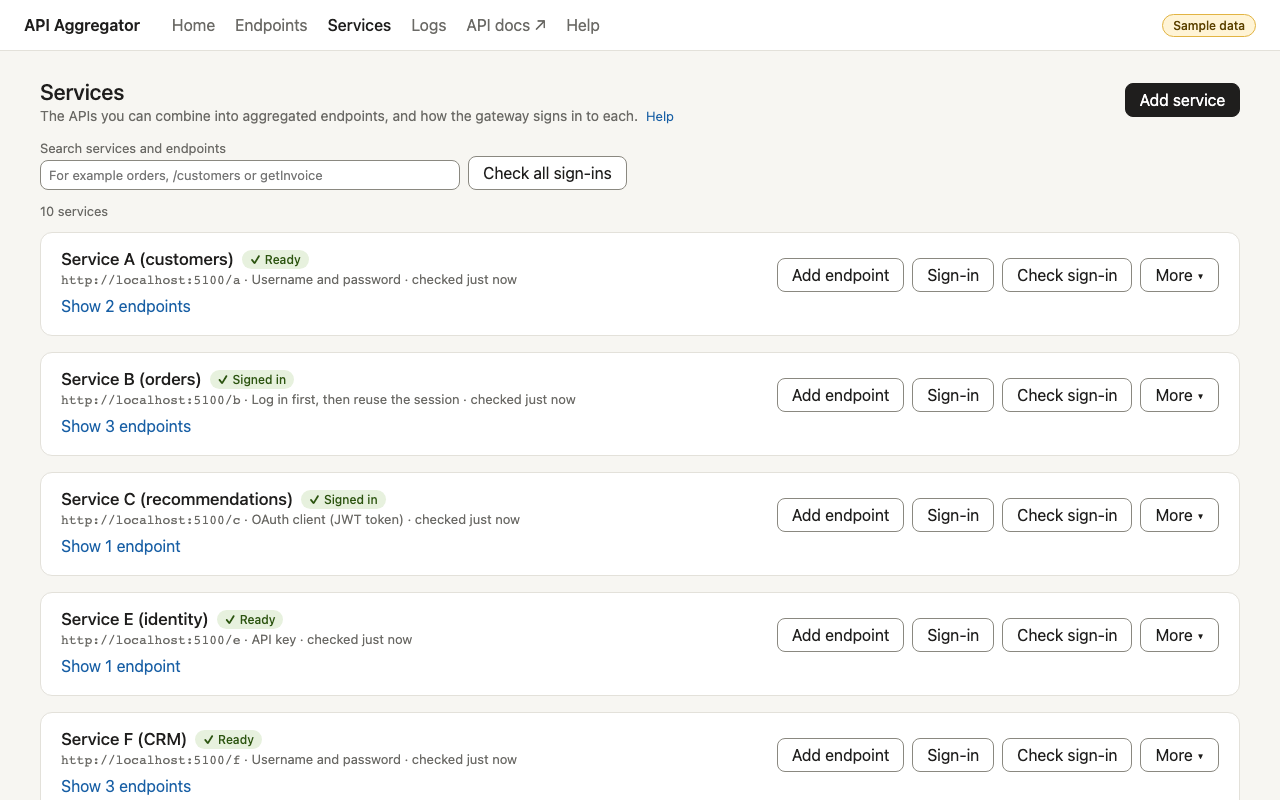 API Aggregator Home Endpoints Services Logs API docs ↗ Help Sample data
Services
Add service
The APIs you can combine into aggregated endpoints, and how the gateway signs in to each. Help
Search services and endpoints
For example orders, /customers or getInvoice
Check all sign-ins
10 services
Service A (customers) ✓ Ready
http://localhost:5100/a · Username and password · checked just now
Show 2 endpoints
Add endpoint Sign-in Check sign-in More ▾
Service B (orders) ✓ Signed in
http://localhost:5100/b · Log in first, then reuse the session · checked just now
Show 3 endpoints
Add endpoint Sign-in Check sign-in More ▾
Service C (recommendations) ✓ Signed in
http://localhost:5100/c · OAuth client (JWT token) · checked just now
Show 1 endpoint
Add endpoint Sign-in Check sign-in More ▾
Service E (identity) ✓ Ready
http://localhost:5100/e · API key · checked just now
Show 1 endpoint
Add endpoint Sign-in Check sign-in More ▾
Service F (CRM) ✓ Ready
http://localhost:5100/f · Username and password · checked just now
Show 3 endpoints
Add endpoint Sign-in Check sign-in More ▾